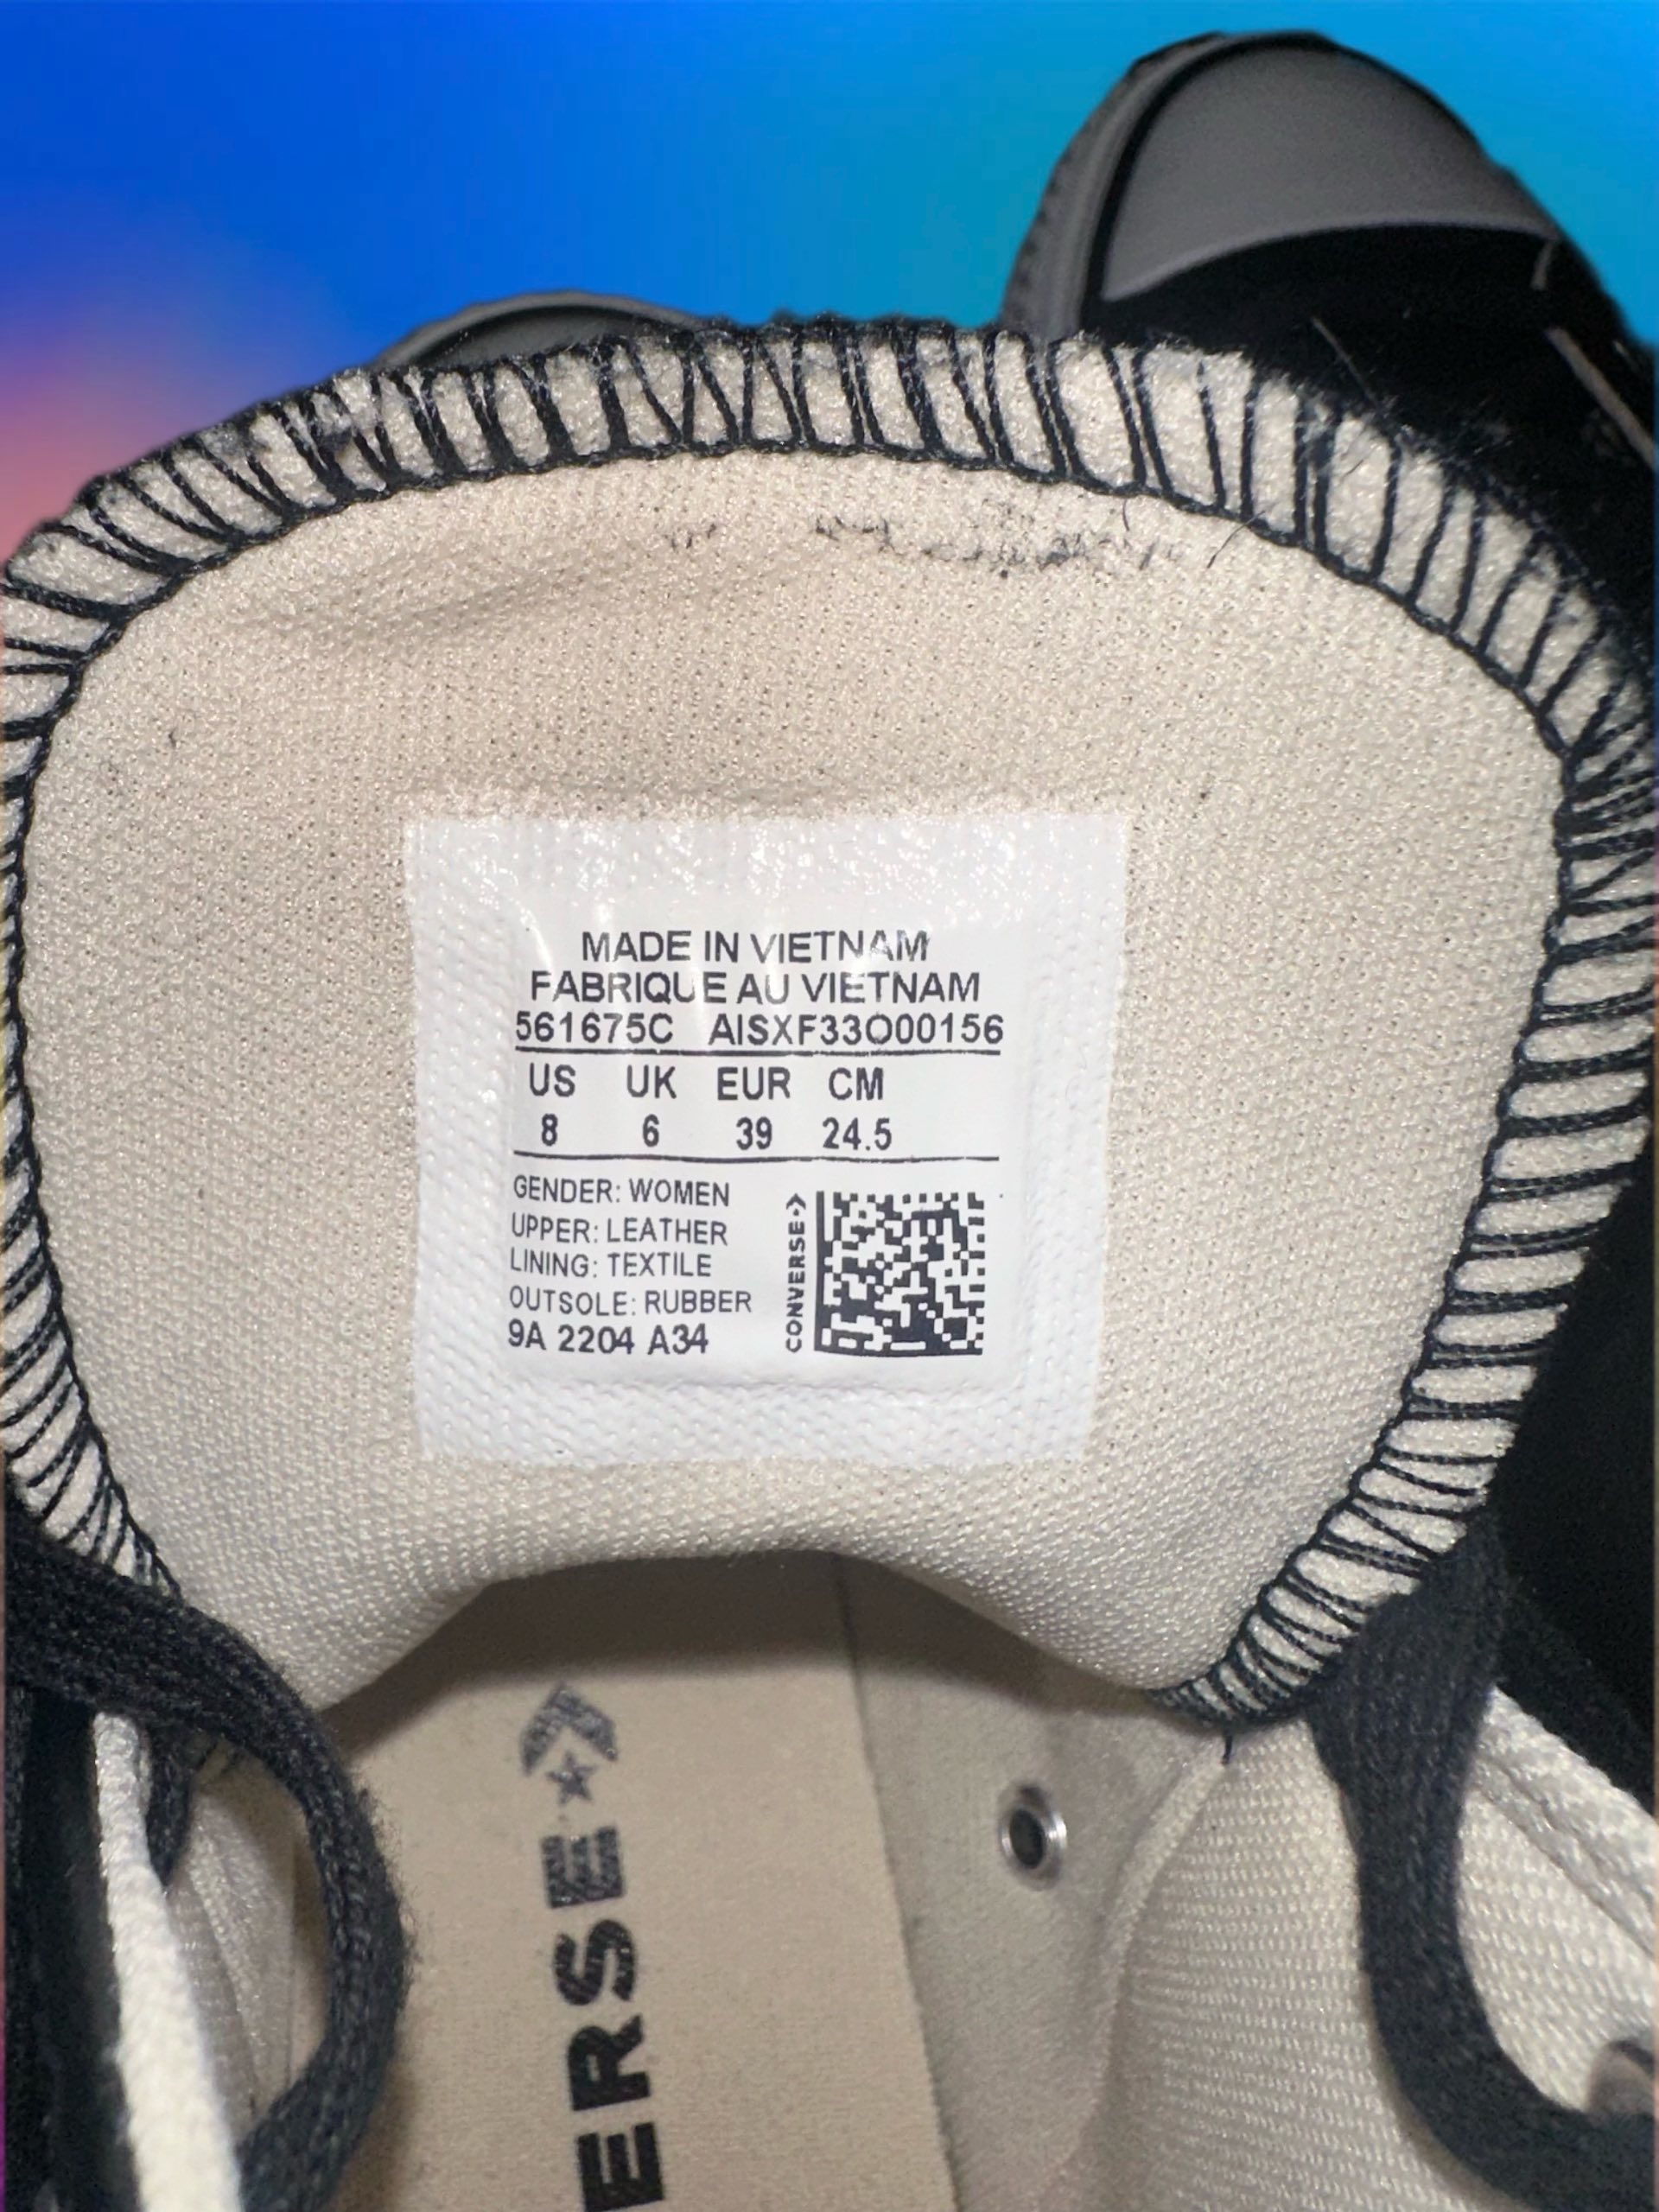 MADE IN VIETNAM
FABRIQUE AU VIETNAM
561675C AISXF33O00156
US UK EUR CM
8 6 39 24.5
GENDER: WOMEN
UPPER: LEATHER
LINING: TEXTILE
OUTSOLE: RUBBER
9A 2204 A34
CONVERSE
ERSE